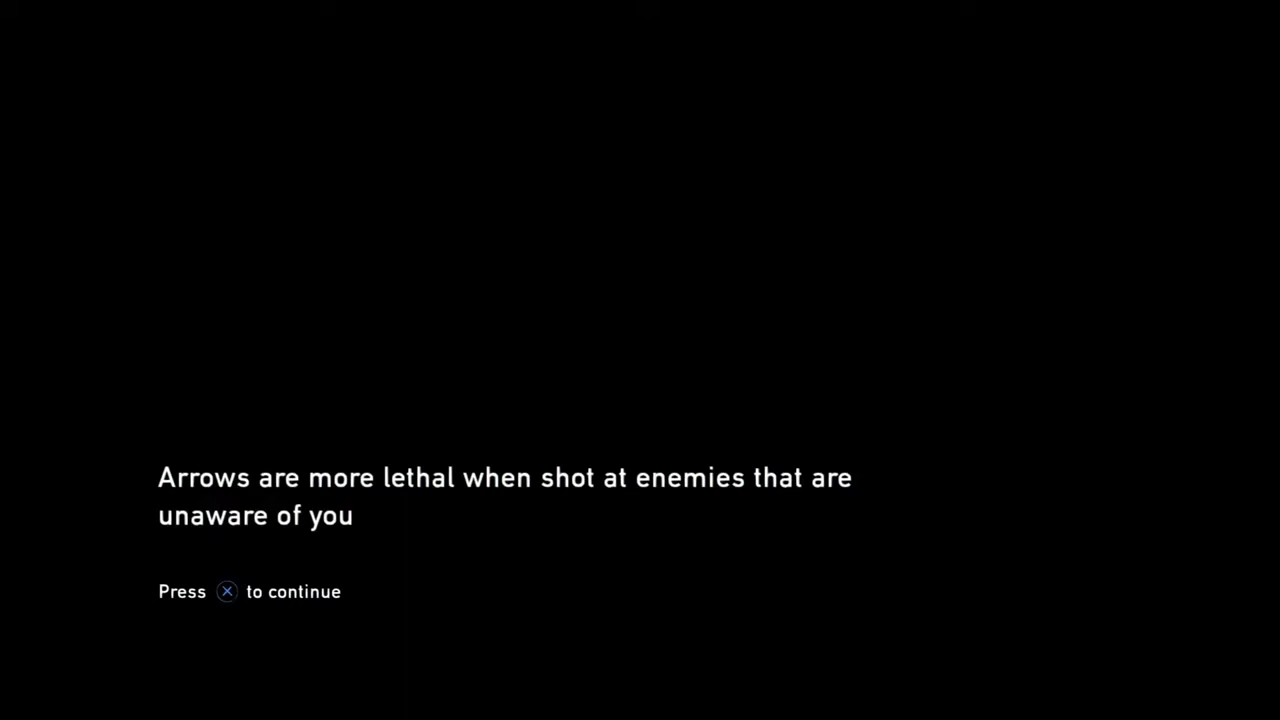 Arrows are more lethal when shot at enemies that are
unaware of you
Press ⓧ to continue